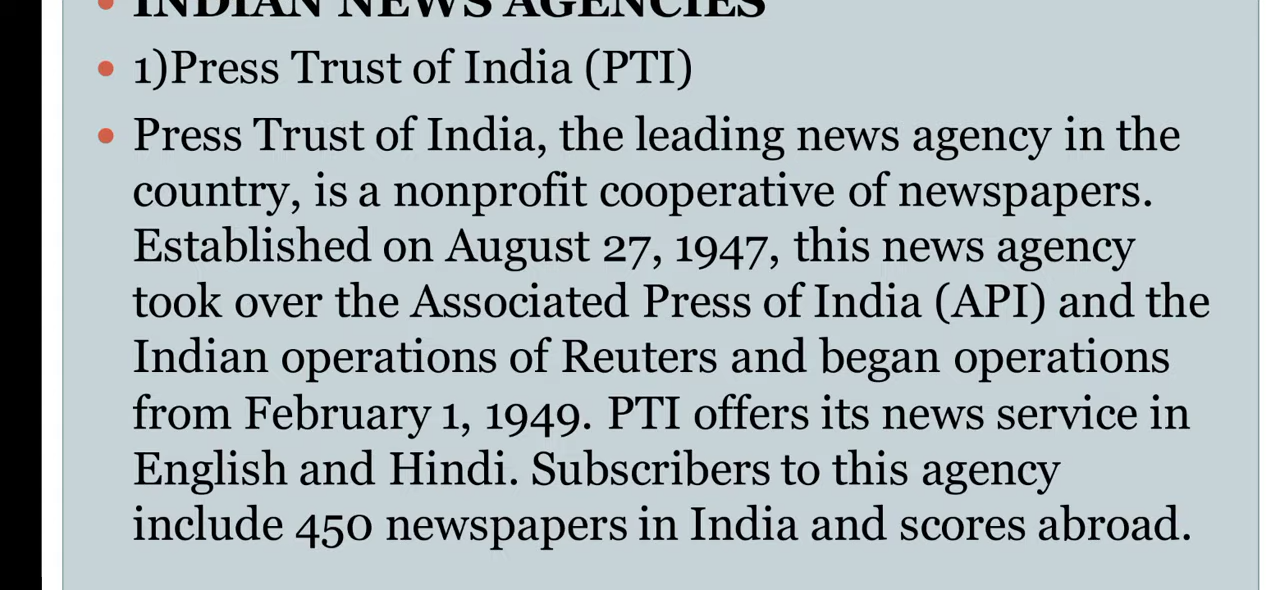 • INDIAN NEWS AGENCIES
• 1)Press Trust of India (PTI)
• Press Trust of India, the leading news agency in the
country, is a nonprofit cooperative of newspapers.
Established on August 27, 1947, this news agency
took over the Associated Press of India (API) and the
Indian operations of Reuters and began operations
from February 1, 1949. PTI offers its news service in
English and Hindi. Subscribers to this agency
include 450 newspapers in India and scores abroad.